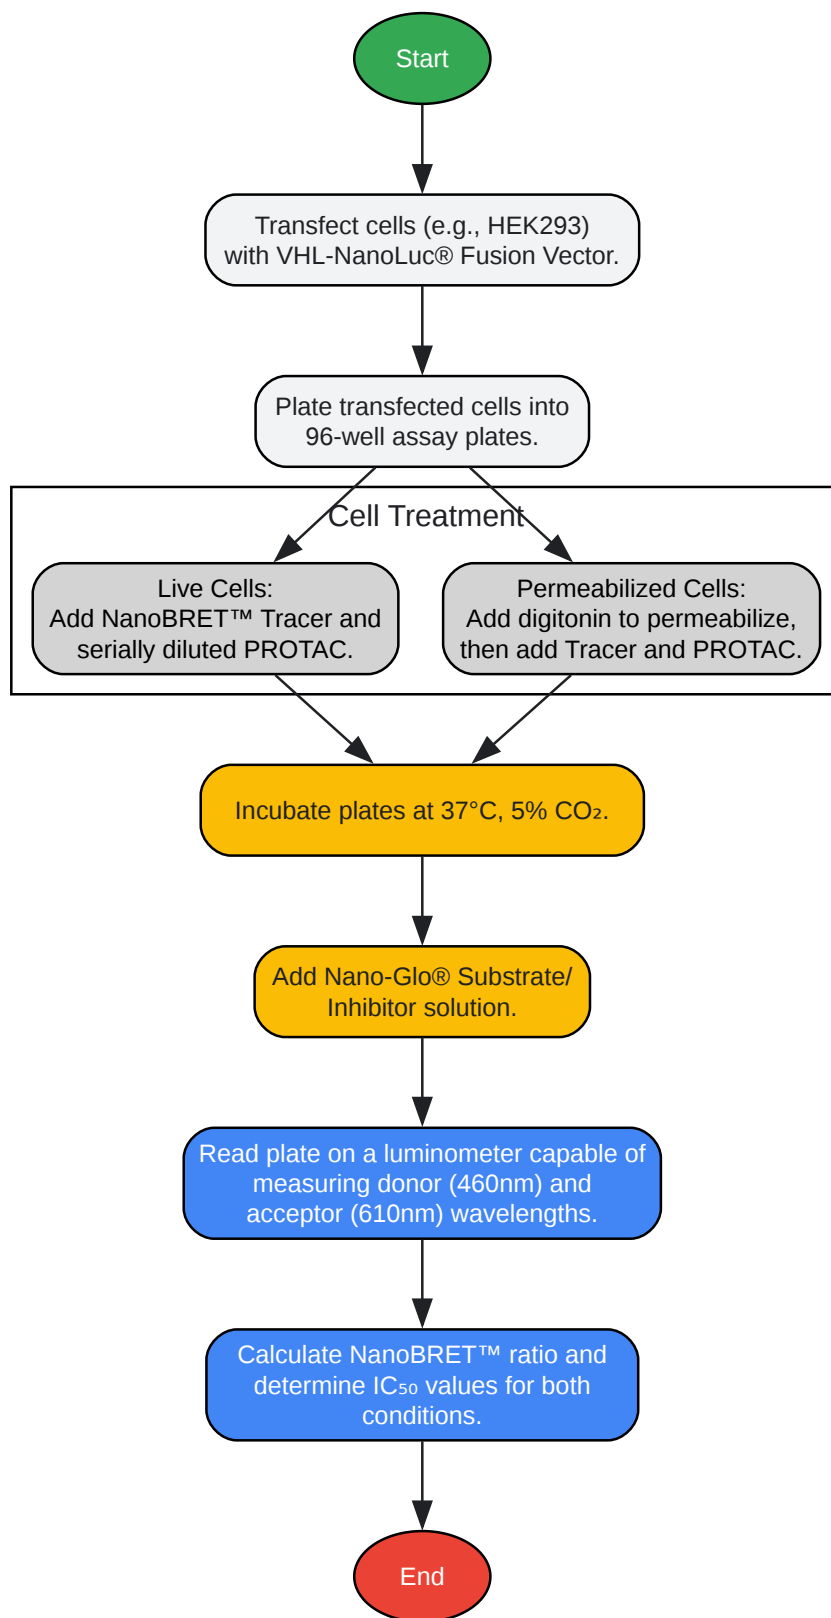 Start
Transfect cells (e.g., HEK293)
with VHL-NanoLuc® Fusion Vector.
Plate transfected cells into
96-well assay plates.
Cell Treatment
Live Cells:
Add NanoBRET™ Tracer and
serially diluted PROTAC.
Permeabilized Cells:
Add digitonin to permeabilize,
then add Tracer and PROTAC.
Incubate plates at 37°C, 5% CO₂.
Add Nano-Glo® Substrate/
Inhibitor solution.
Read plate on a luminometer capable of
measuring donor (460nm) and
acceptor (610nm) wavelengths.
Calculate NanoBRET™ ratio and
determine IC₅₀ values for both
conditions.
End